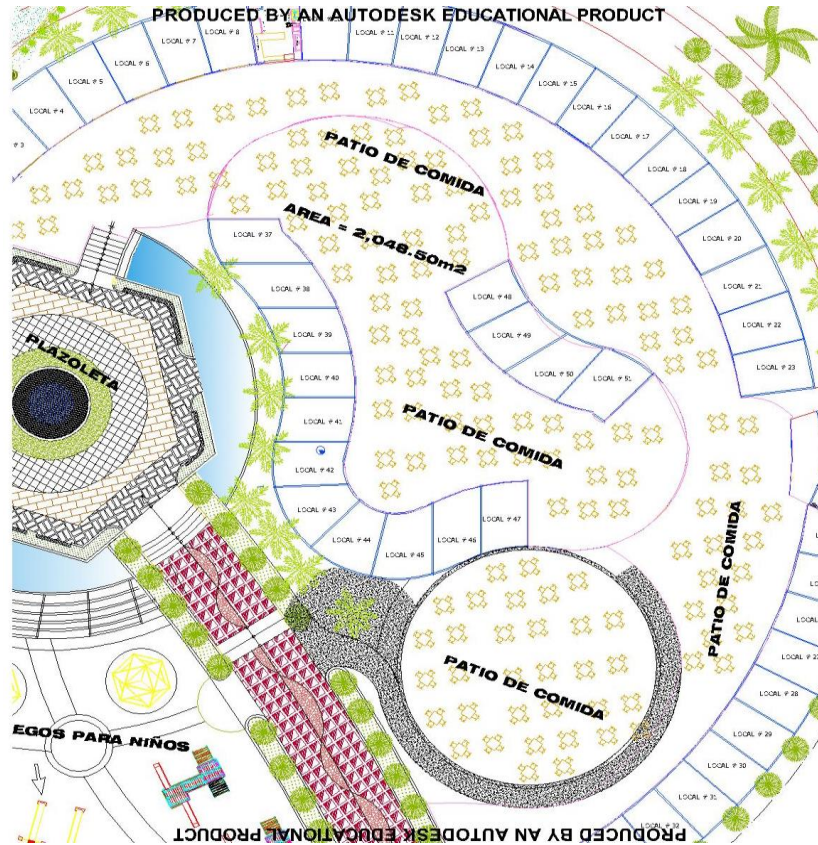 PRODUCED BY AN AUTODESK EDUCATIONAL PRODUCT
LOCAL # 4
LOCAL # 5
LOCAL # 6
LOCAL # 7
LOCAL # 8
LOCAL # 11
LOCAL # 12
LOCAL # 13
LOCAL # 14
LOCAL # 15
LOCAL # 16
LOCAL # 17
LOCAL # 18
LOCAL # 19
LOCAL # 20
LOCAL # 21
LOCAL # 22
LOCAL # 23
PATIO DE COMIDA
AREA = 2,048.50m2
LOCAL # 37
LOCAL # 38
LOCAL # 39
LOCAL # 40
LOCAL # 41
LOCAL # 42
LOCAL # 43
LOCAL # 44
LOCAL # 45
LOCAL # 46
LOCAL # 47
LOCAL # 48
LOCAL # 49
LOCAL # 50
LOCAL # 51
PLAZOLETA
PATIO DE COMIDA
PATIO DE COMIDA
PATIO DE COMIDA
LOCAL # 28
LOCAL # 29
LOCAL # 30
LOCAL # 31
LOCAL # 32
EGOS PARA NIÑOS
PRODUCED BY AN AUTODESK EDUCATIONAL PRODUCT